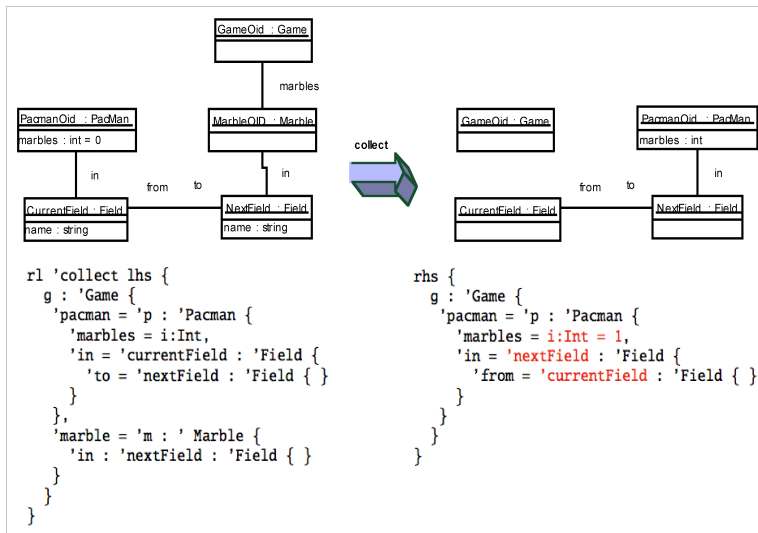 GameOid : Game
marbles
PacmanOid : PacMan
marbles : int = 0
MarbleOID : Marble
in
in
from
to
CurrentField : Field
name : string
NextField : Field
name : string
collect
GameOid : Game
PacmanOid : PacMan
marbles : int
in
from
to
CurrentField : Field
NextField : Field
rl 'collect lhs {
g : 'Game {
'pacman = 'p : 'Pacman {
'marbles = i:Int,
'in = 'currentField : 'Field {
'to = 'nextField : 'Field { }
}
},
'marble = 'm : ' Marble {
'in : 'nextField : 'Field { }
}
}
}
rhs {
g : 'Game {
'pacman = 'p : 'Pacman {
'marbles = i:Int = 1,
'in = 'nextField : 'Field {
'from = 'currentField : 'Field { }
}
}
}
}